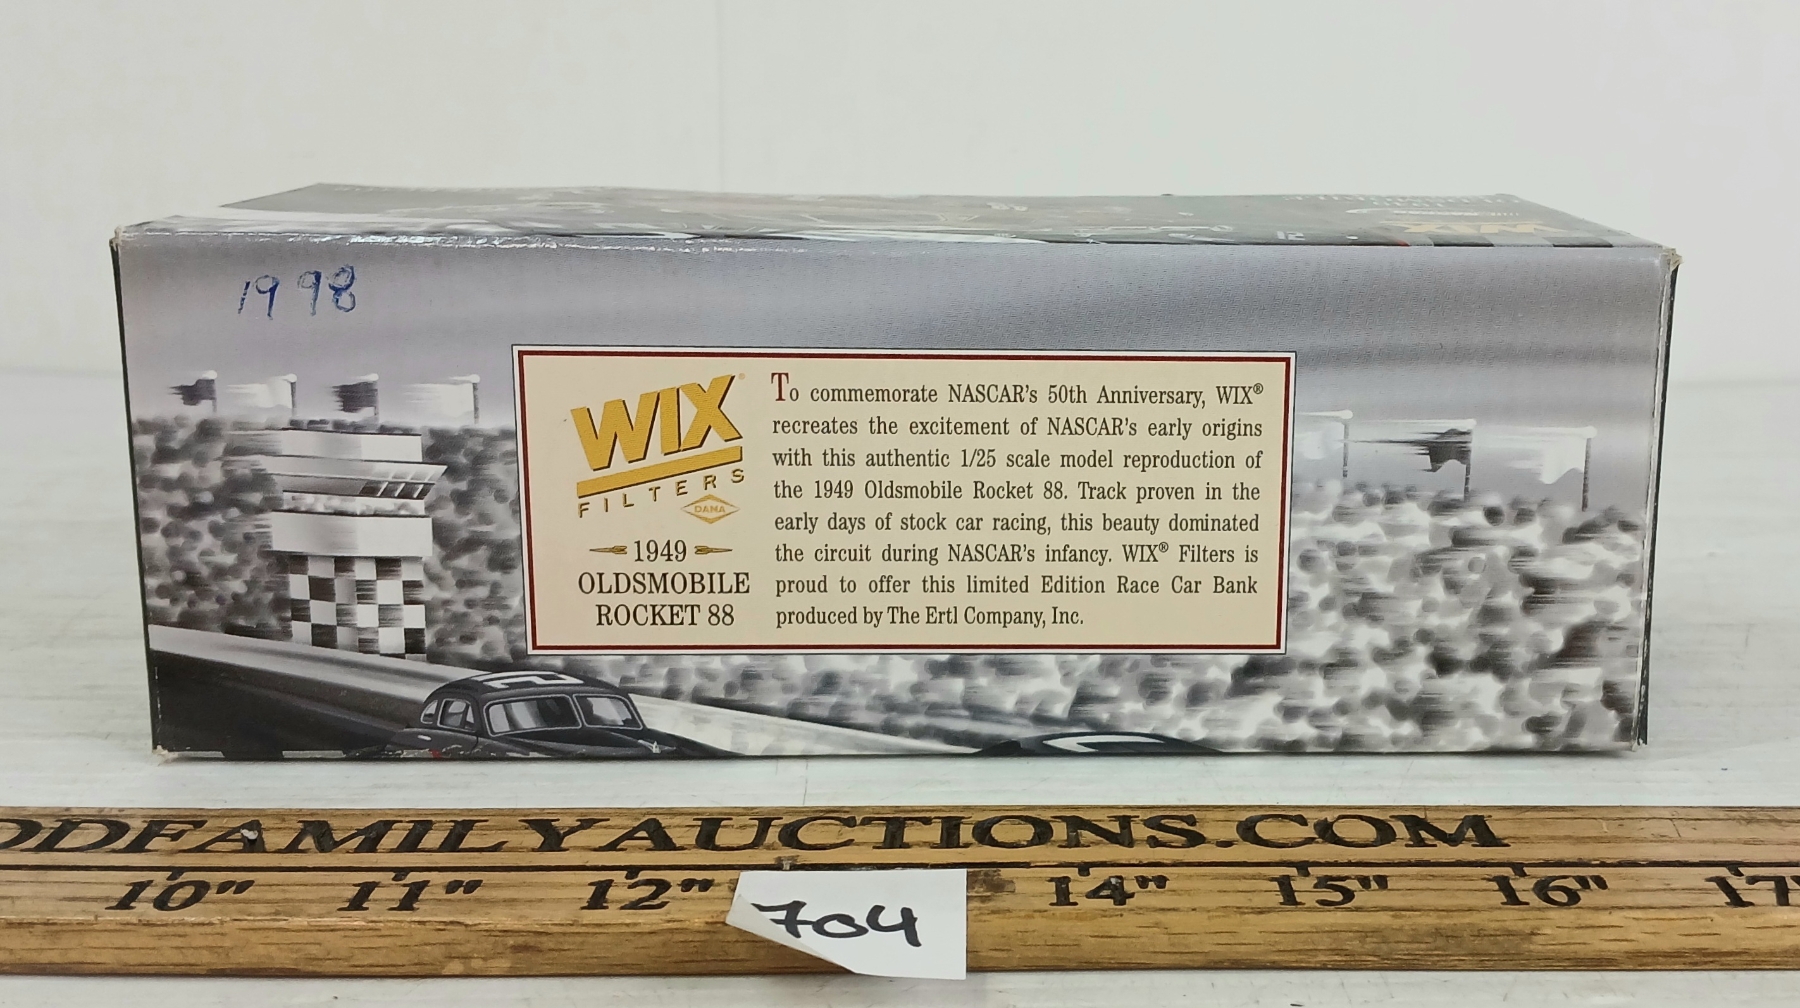 1998
WIX®
FILTERS
DANA
1949
OLDSMOBILE
ROCKET 88
To commemorate NASCAR's 50th Anniversary, WIX®
recreates the excitement of NASCAR's early origins
with this authentic 1/25 scale model reproduction of
the 1949 Oldsmobile Rocket 88. Track proven in the
early days of stock car racing, this beauty dominated
the circuit during NASCAR's infancy. WIX® Filters is
proud to offer this limited Edition Race Car Bank
produced by The Ertl Company, Inc.
DDFAMILYAUCTIONS.COM
10" 11" 12" 14" 15" 16" 17
704